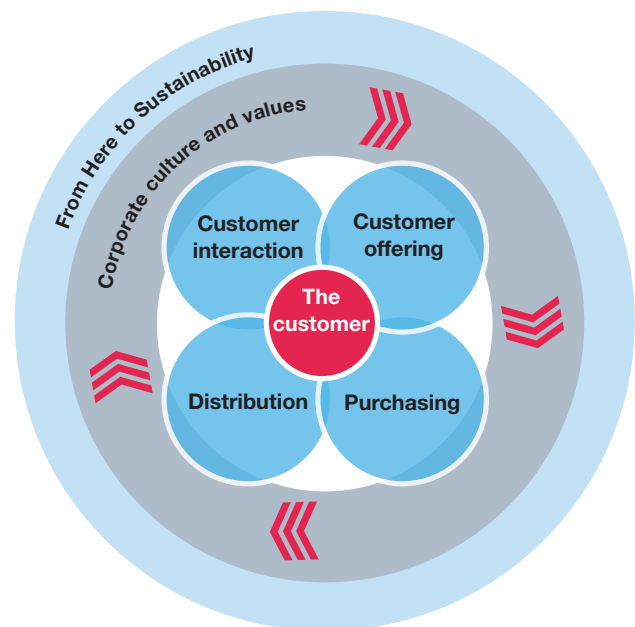 From Here to Sustainability
Corporate culture and values
Customer
interaction
Customer
offering
The
customer
Distribution
Purchasing